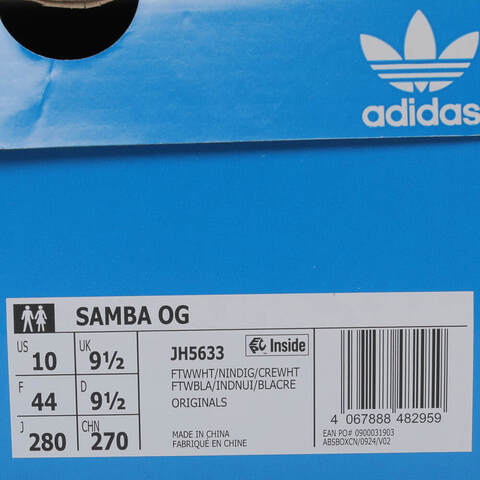 adidas
SAMBA OG
US 10 UK 9½
F 44 D 9½
J 280 CHN 270
JH5633 Inside
FTWWHT/NINDIG/CREWHT
FTWBLA/INDNUI/BLACRE
ORIGINALS
MADE IN CHINA
FABRIQUÉ EN CHINE
4 067888 482959
EAN PO# 0900031903
ABSBOXCN/0924/V02